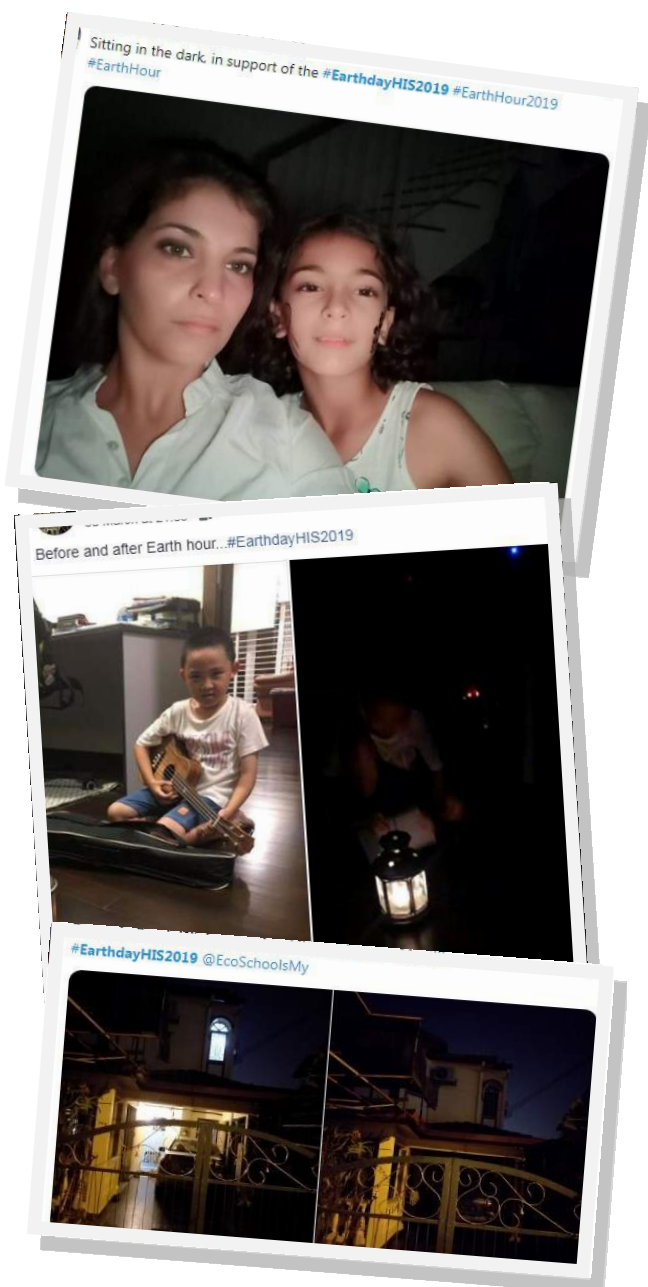 Sitting in the dark, in support of the #EarthdayHIS2019 #EarthHour2019
#EarthHour
Before and after Earth hour...#EarthdayHIS2019
#EarthdayHIS2019 @EcoSchoolsMy